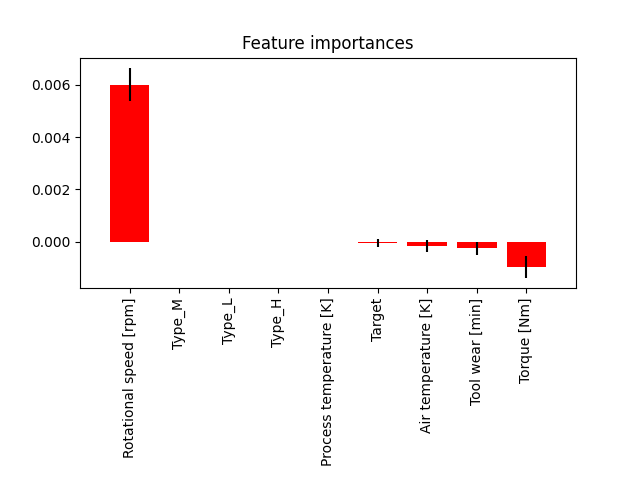 Feature importances
0.006
0.004
0.002
0.000
Rotational speed [rpm]
Type_M
Type_L
Type_H
Process temperature [K]
Target
Air temperature [K]
Tool wear [min]
Torque [Nm]